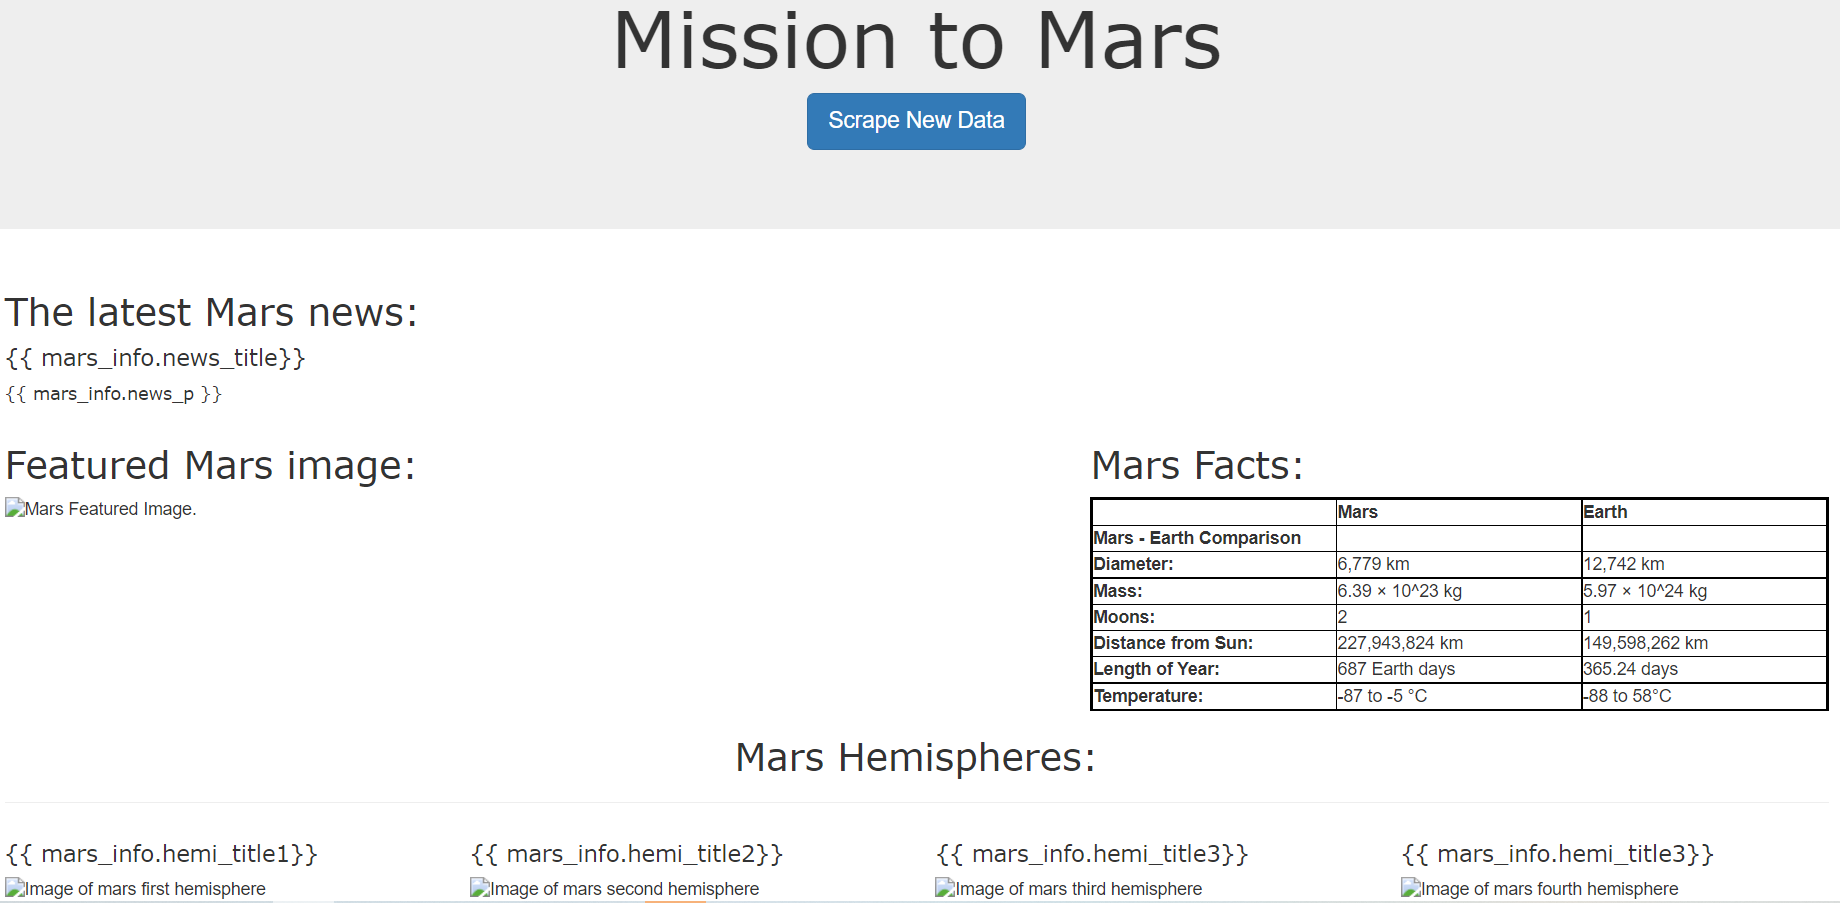 Mission to Mars
Scrape New Data
The latest Mars news:
{{ mars_info.news_title}}
{{ mars_info.news_p }}
Featured Mars image:
Mars Featured Image.
Mars Facts:
Mars Earth
Mars - Earth Comparison
Diameter: 6,779 km 12,742 km
Mass: 6.39 × 10^23 kg 5.97 × 10^24 kg
Moons: 2 1
Distance from Sun: 227,943,824 km 149,598,262 km
Length of Year: 687 Earth days 365.24 days
Temperature: -87 to -5 °C -88 to 58°C
Mars Hemispheres:
{{ mars_info.hemi_title1}} {{ mars_info.hemi_title2}} {{ mars_info.hemi_title3}} {{ mars_info.hemi_title3}}
Image of mars first hemisphere Image of mars second hemisphere Image of mars third hemisphere Image of mars fourth hemisphere